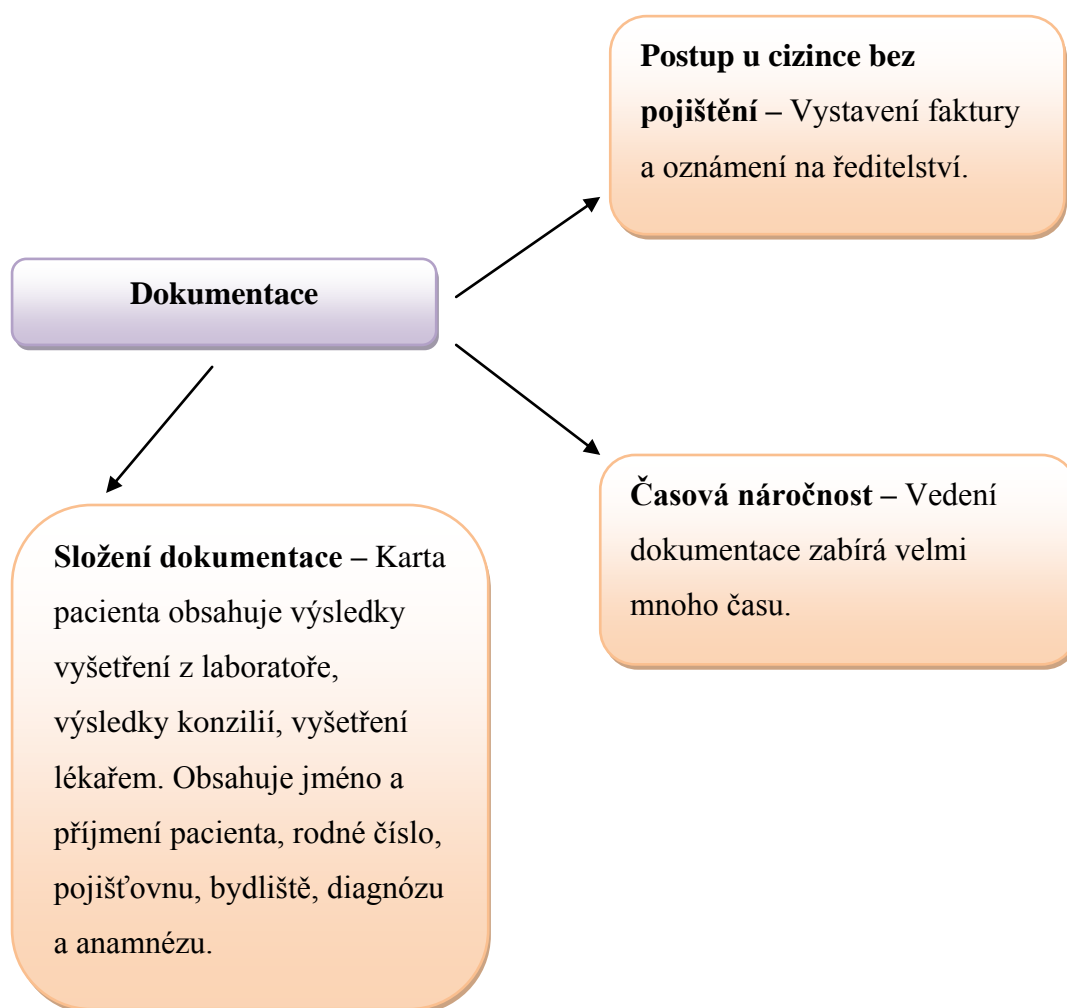 Postup u cizince bez
pojištění – Vystavení faktury
a oznámení na ředitelství.
Dokumentace
Časová náročnost – Vedení
dokumentace zabírá velmi
mnoho času.
Složení dokumentace – Karta
pacienta obsahuje výsledky
vyšetření z laboratoře,
výsledky konzilií, vyšetření
lékařem. Obsahuje jméno a
příjmení pacienta, rodné číslo,
pojišťovnu, bydliště, diagnózu
a anamnézu.